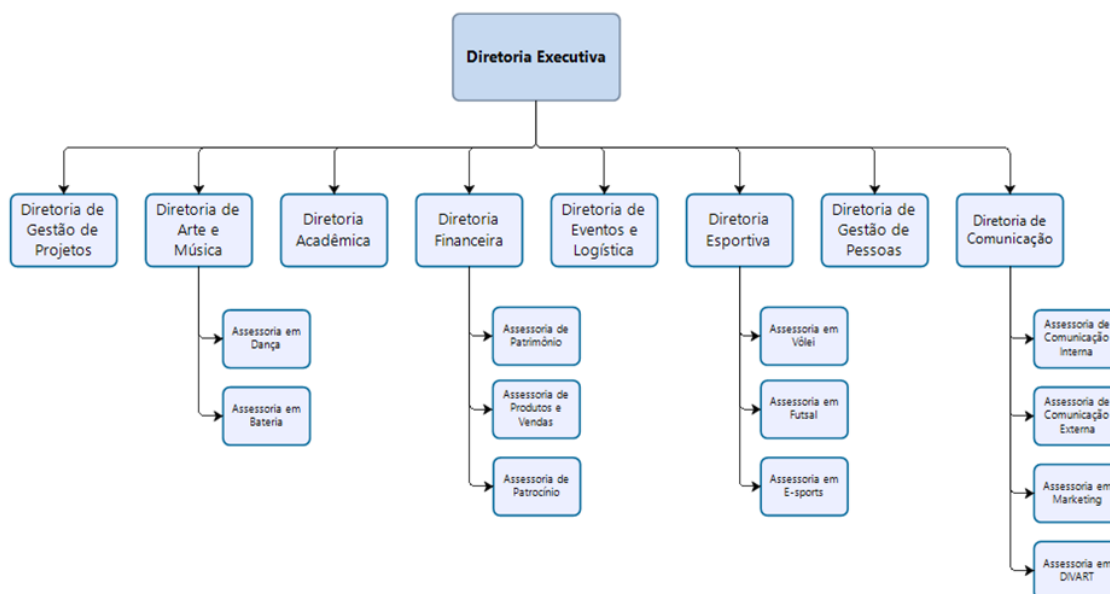 Diretoria Executiva
Diretoria de
Gestão de
Projetos
Diretoria de
Arte e
Música
Diretoria
Acadêmica
Diretoria
Financeira
Diretoria de
Eventos e
Logística
Diretoria
Esportiva
Diretoria de
Gestão de
Pessoas
Diretoria de
Comunicação
Assessoria em
Dança
Assessoria em
Bateria
Assessoria de
Patrimônio
Assessoria de
Produtos e
Vendas
Assessoria de
Patrocínio
Assessoria em
Vôlei
Assessoria em
Futsal
Assessoria em
E-sports
Assessoria de
Comunicação
Interna
Assessoria de
Comunicação
Externa
Assessoria em
Marketing
Assessoria em
DIVART